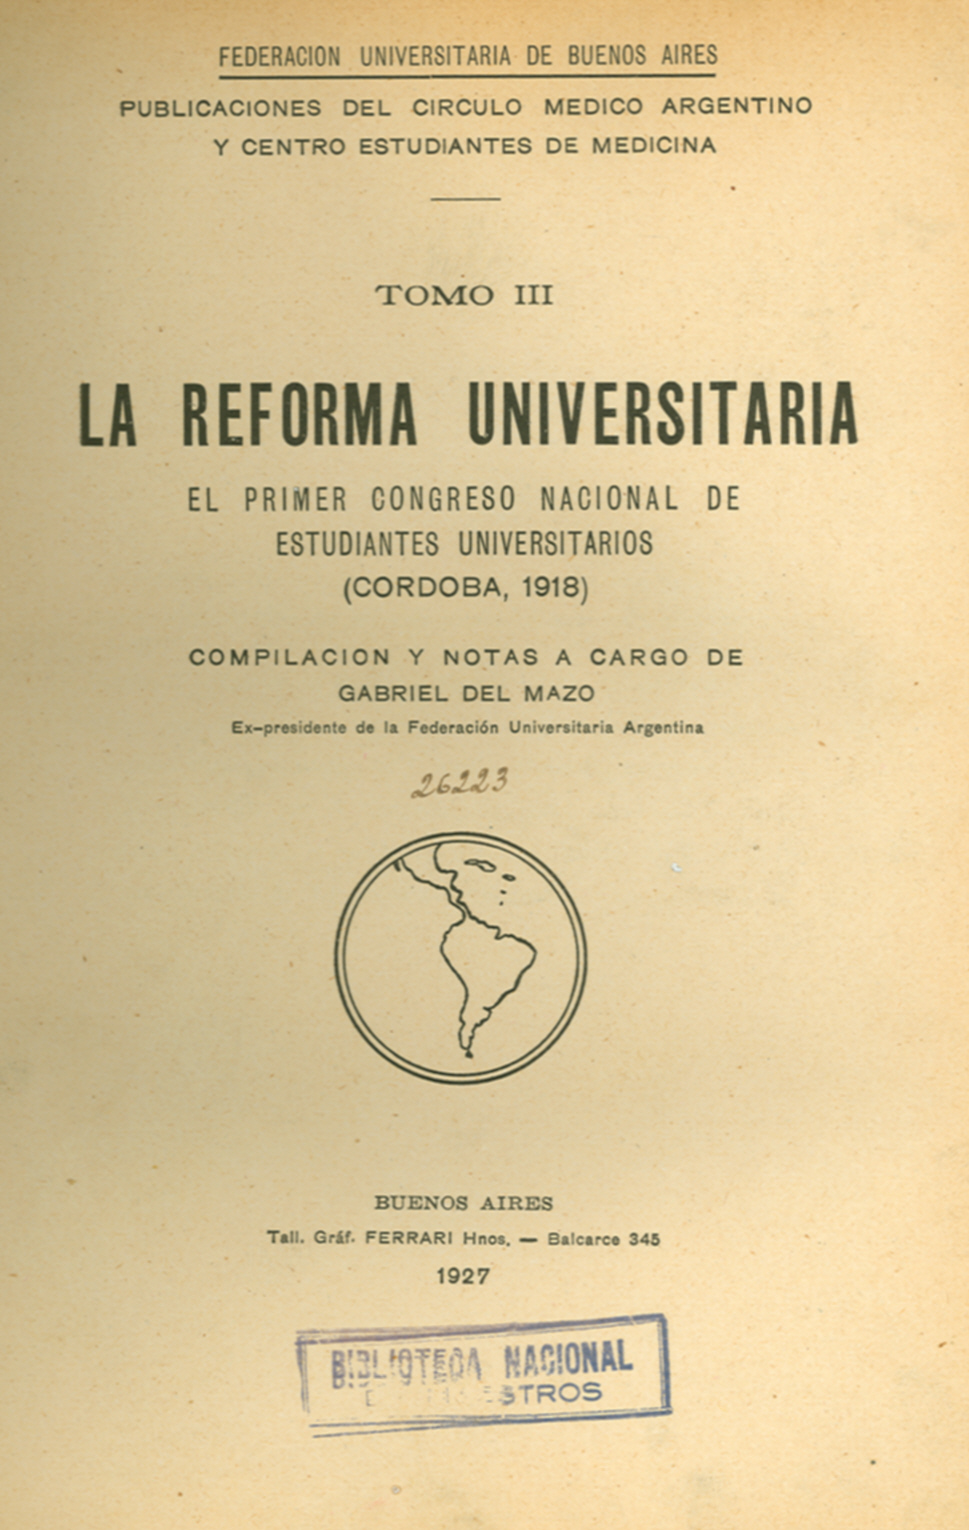 FEDERACION UNIVERSITARIA DE BUENOS AIRES
PUBLICACIONES DEL CIRCULO MEDICO ARGENTINO
Y CENTRO ESTUDIANTES DE MEDICINA
TOMO III
LA REFORMA UNIVERSITARIA
EL PRIMER CONGRESO NACIONAL DE
ESTUDIANTES UNIVERSITARIOS
(CORDOBA, 1918)
COMPILACION Y NOTAS A CARGO DE
GABRIEL DEL MAZO
Ex-presidente de la Federación Universitaria Argentina
26223
BUENOS AIRES
Tall. Gráf. FERRARI Hnos. — Balcarce 345
1927
BIBLIOTECA NACIONAL